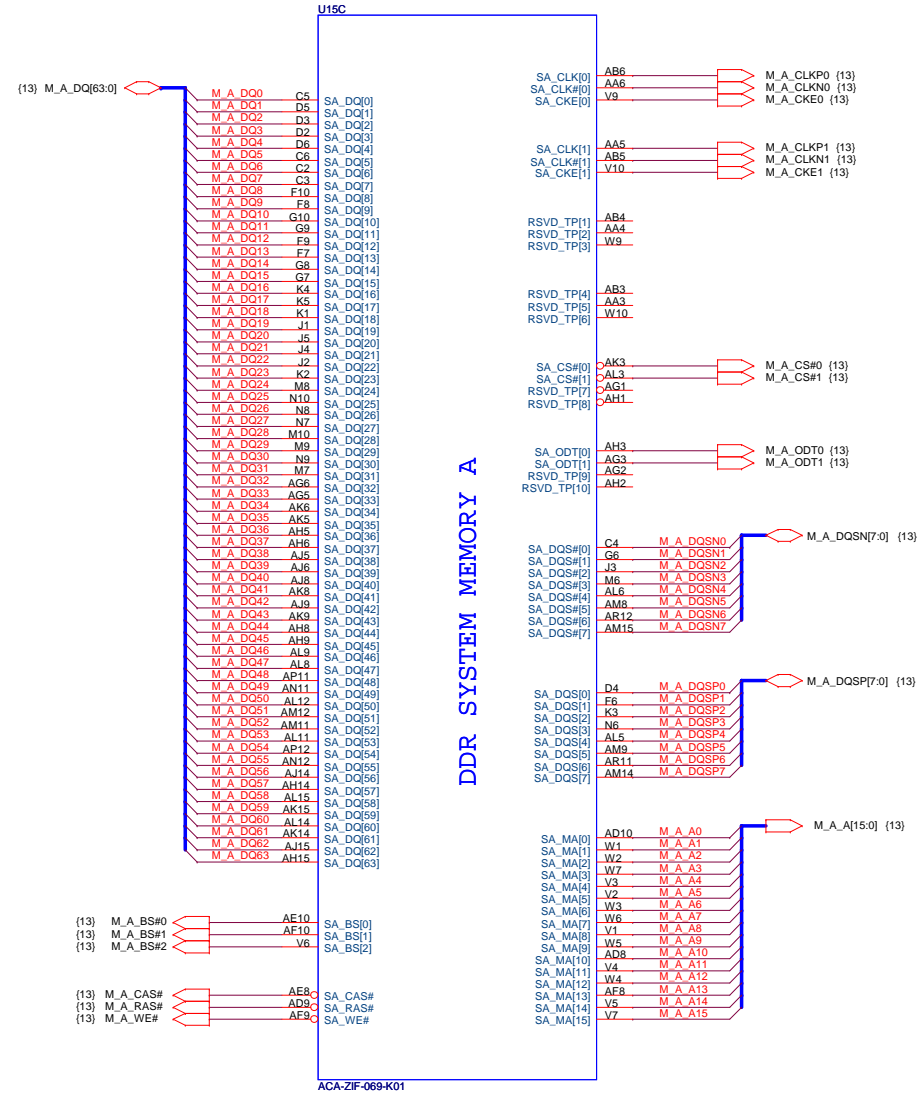 U15C
{13} M_A_DQ[63:0]
M_A_DQ0 C5 SA_DQ[0]
M_A_DQ1 D5 SA_DQ[1]
M_A_DQ2 D3 SA_DQ[2]
M_A_DQ3 D2 SA_DQ[3]
M_A_DQ4 D6 SA_DQ[4]
M_A_DQ5 C6 SA_DQ[5]
M_A_DQ6 C2 SA_DQ[6]
M_A_DQ7 C3 SA_DQ[7]
M_A_DQ8 F10 SA_DQ[8]
M_A_DQ9 F8 SA_DQ[9]
M_A_DQ10 G10 SA_DQ[10]
M_A_DQ11 G9 SA_DQ[11]
M_A_DQ12 F9 SA_DQ[12]
M_A_DQ13 F7 SA_DQ[13]
M_A_DQ14 G8 SA_DQ[14]
M_A_DQ15 G7 SA_DQ[15]
M_A_DQ16 K4 SA_DQ[16]
M_A_DQ17 K5 SA_DQ[17]
M_A_DQ18 K1 SA_DQ[18]
M_A_DQ19 J1 SA_DQ[19]
M_A_DQ20 J5 SA_DQ[20]
M_A_DQ21 J4 SA_DQ[21]
M_A_DQ22 J2 SA_DQ[22]
M_A_DQ23 K2 SA_DQ[23]
M_A_DQ24 M8 SA_DQ[24]
M_A_DQ25 N10 SA_DQ[25]
M_A_DQ26 N8 SA_DQ[26]
M_A_DQ27 N7 SA_DQ[27]
M_A_DQ28 M10 SA_DQ[28]
M_A_DQ29 M9 SA_DQ[29]
M_A_DQ30 N9 SA_DQ[30]
M_A_DQ31 M7 SA_DQ[31]
M_A_DQ32 AG6 SA_DQ[32]
M_A_DQ33 AG5 SA_DQ[33]
M_A_DQ34 AK6 SA_DQ[34]
M_A_DQ35 AK5 SA_DQ[35]
M_A_DQ36 AH5 SA_DQ[36]
M_A_DQ37 AH6 SA_DQ[37]
M_A_DQ38 AJ5 SA_DQ[38]
M_A_DQ39 AJ6 SA_DQ[39]
M_A_DQ40 AJ8 SA_DQ[40]
M_A_DQ41 AK8 SA_DQ[41]
M_A_DQ42 AJ9 SA_DQ[42]
M_A_DQ43 AK9 SA_DQ[43]
M_A_DQ44 AH8 SA_DQ[44]
M_A_DQ45 AH9 SA_DQ[45]
M_A_DQ46 AL9 SA_DQ[46]
M_A_DQ47 AL8 SA_DQ[47]
M_A_DQ48 AP11 SA_DQ[48]
M_A_DQ49 AN11 SA_DQ[49]
M_A_DQ50 AL12 SA_DQ[50]
M_A_DQ51 AM12 SA_DQ[51]
M_A_DQ52 AM11 SA_DQ[52]
M_A_DQ53 AL11 SA_DQ[53]
M_A_DQ54 AP12 SA_DQ[54]
M_A_DQ55 AN12 SA_DQ[55]
M_A_DQ56 AJ14 SA_DQ[56]
M_A_DQ57 AH14 SA_DQ[57]
M_A_DQ58 AL15 SA_DQ[58]
M_A_DQ59 AK15 SA_DQ[59]
M_A_DQ60 AL14 SA_DQ[60]
M_A_DQ61 AK14 SA_DQ[61]
M_A_DQ62 AJ15 SA_DQ[62]
M_A_DQ63 AH15 SA_DQ[63]
{13} M_A_BS#0 AE10 SA_BS[0]
{13} M_A_BS#1 AF10 SA_BS[1]
{13} M_A_BS#2 V6 SA_BS[2]
{13} M_A_CAS# AE8 SA_CAS#
{13} M_A_RAS# AD9 SA_RAS#
{13} M_A_WE# AF9 SA_WE#
DDR SYSTEM MEMORY A
SA_CLK[0] AB6 M_A_CLKP0 {13}
SA_CLK#[0] AA6 M_A_CLKN0 {13}
SA_CKE[0] V9 M_A_CKE0 {13}
SA_CLK[1] AA5 M_A_CLKP1 {13}
SA_CLK#[1] AB5 M_A_CLKN1 {13}
SA_CKE[1] V10 M_A_CKE1 {13}
RSVD_TP[1] AB4
RSVD_TP[2] AA4
RSVD_TP[3] W9
RSVD_TP[4] AB3
RSVD_TP[5] AA3
RSVD_TP[6] W10
SA_CS#[0] AK3 M_A_CS#0 {13}
SA_CS#[1] AL3 M_A_CS#1 {13}
RSVD_TP[7] AG1
RSVD_TP[8] AH1
SA_ODT[0] AH3 M_A_ODT0 {13}
SA_ODT[1] AG3 M_A_ODT1 {13}
RSVD_TP[9] AG2
RSVD_TP[10] AH2
M_A_DQSN[7:0] {13}
SA_DQS#[0] C4 M_A_DQSN0
SA_DQS#[1] G6 M_A_DQSN1
SA_DQS#[2] J3 M_A_DQSN2
SA_DQS#[3] M6 M_A_DQSN3
SA_DQS#[4] AL6 M_A_DQSN4
SA_DQS#[5] AM8 M_A_DQSN5
SA_DQS#[6] AR12 M_A_DQSN6
SA_DQS#[7] AM15 M_A_DQSN7
M_A_DQSP[7:0] {13}
SA_DQS[0] D4 M_A_DQSP0
SA_DQS[1] F6 M_A_DQSP1
SA_DQS[2] K3 M_A_DQSP2
SA_DQS[3] N6 M_A_DQSP3
SA_DQS[4] AL5 M_A_DQSP4
SA_DQS[5] AM9 M_A_DQSP5
SA_DQS[6] AR11 M_A_DQSP6
SA_DQS[7] AM14 M_A_DQSP7
M_A_A[15:0] {13}
SA_MA[0] AD10 M_A_A0
SA_MA[1] W1 M_A_A1
SA_MA[2] W2 M_A_A2
SA_MA[3] W7 M_A_A3
SA_MA[4] V3 M_A_A4
SA_MA[5] V2 M_A_A5
SA_MA[6] W3 M_A_A6
SA_MA[7] W6 M_A_A7
SA_MA[8] V1 M_A_A8
SA_MA[9] W5 M_A_A9
SA_MA[10] AD8 M_A_A10
SA_MA[11] V4 M_A_A11
SA_MA[12] W4 M_A_A12
SA_MA[13] AF8 M_A_A13
SA_MA[14] V5 M_A_A14
SA_MA[15] V7 M_A_A15
ACA-ZIF-069-K01